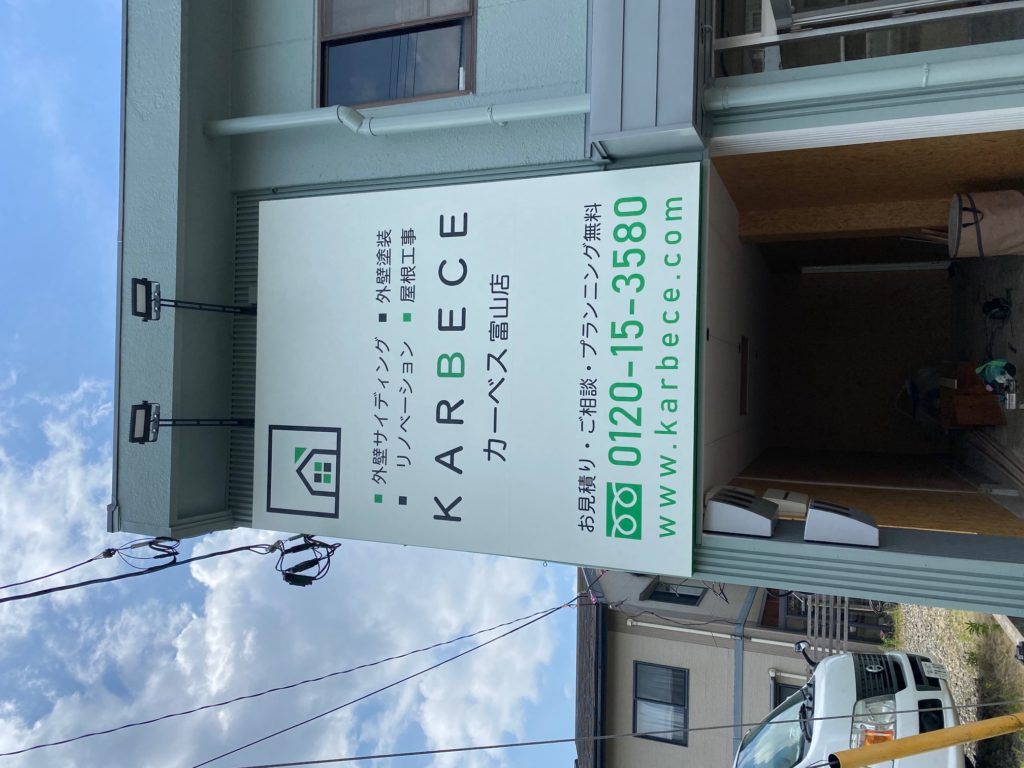 ■外壁サイディング ■外壁塗装
■リノベーション ■屋根工事
KARBECE
カーベス富山店
お見積り・ご相談・プランニング無料
0120-15-3580
www.karbece.com